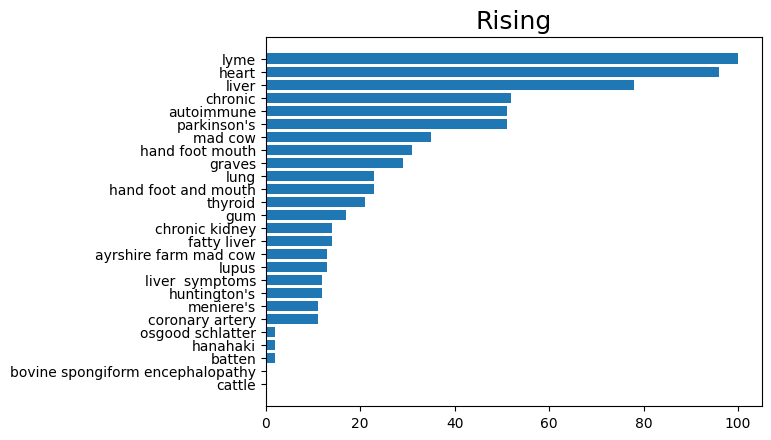 Rising
lyme
heart
liver
chronic
autoimmune
parkinson's
mad cow
hand foot mouth
graves
lung
hand foot and mouth
thyroid
gum
chronic kidney
fatty liver
ayrshire farm mad cow
lupus
liver  symptoms
huntington's
meniere's
coronary artery
osgood schlatter
hanahaki
batten
bovine spongiform encephalopathy
cattle
0 20 40 60 80 100